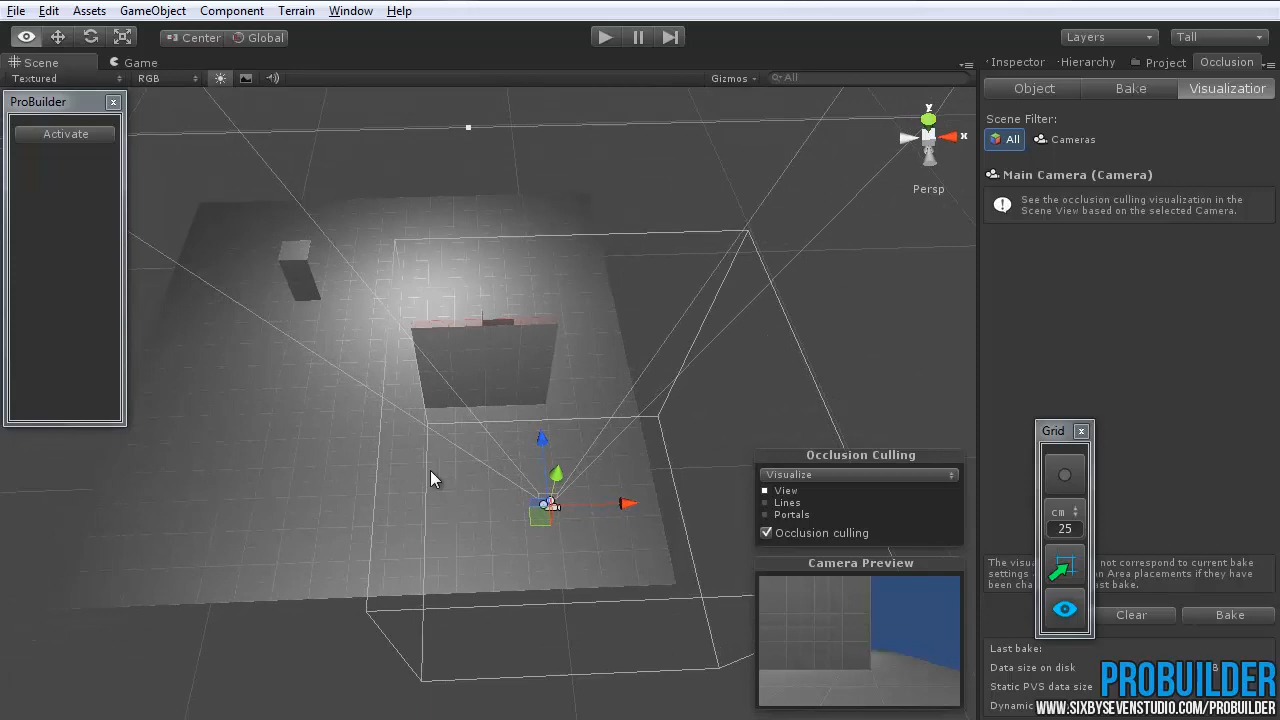 File Edit Assets GameObject Component Terrain Window Help
Center Global Layers Tall
Scene Game Inspector Hierarchy Project Occlusion
Textured RGB Gizmos All
Object Bake Visualization
ProBuilder
Activate
Scene Filter:
All Cameras
y
x
Persp
Main Camera (Camera)
See the occlusion culling visualization in the
Scene View based on the selected Camera.
Grid
cm
25
Occlusion Culling
Visualize
View
Lines
Portals
Occlusion culling
Camera Preview
The visua not correspond to current bake
settings on Area placements if they have
been cha st bake.
Clear Bake
Last bake:
Data size on disk
Static PVS data size
Dynamic
PROBUILDER
WWW.SIXBYSEVENSTUDIO.COM/PROBUILDER